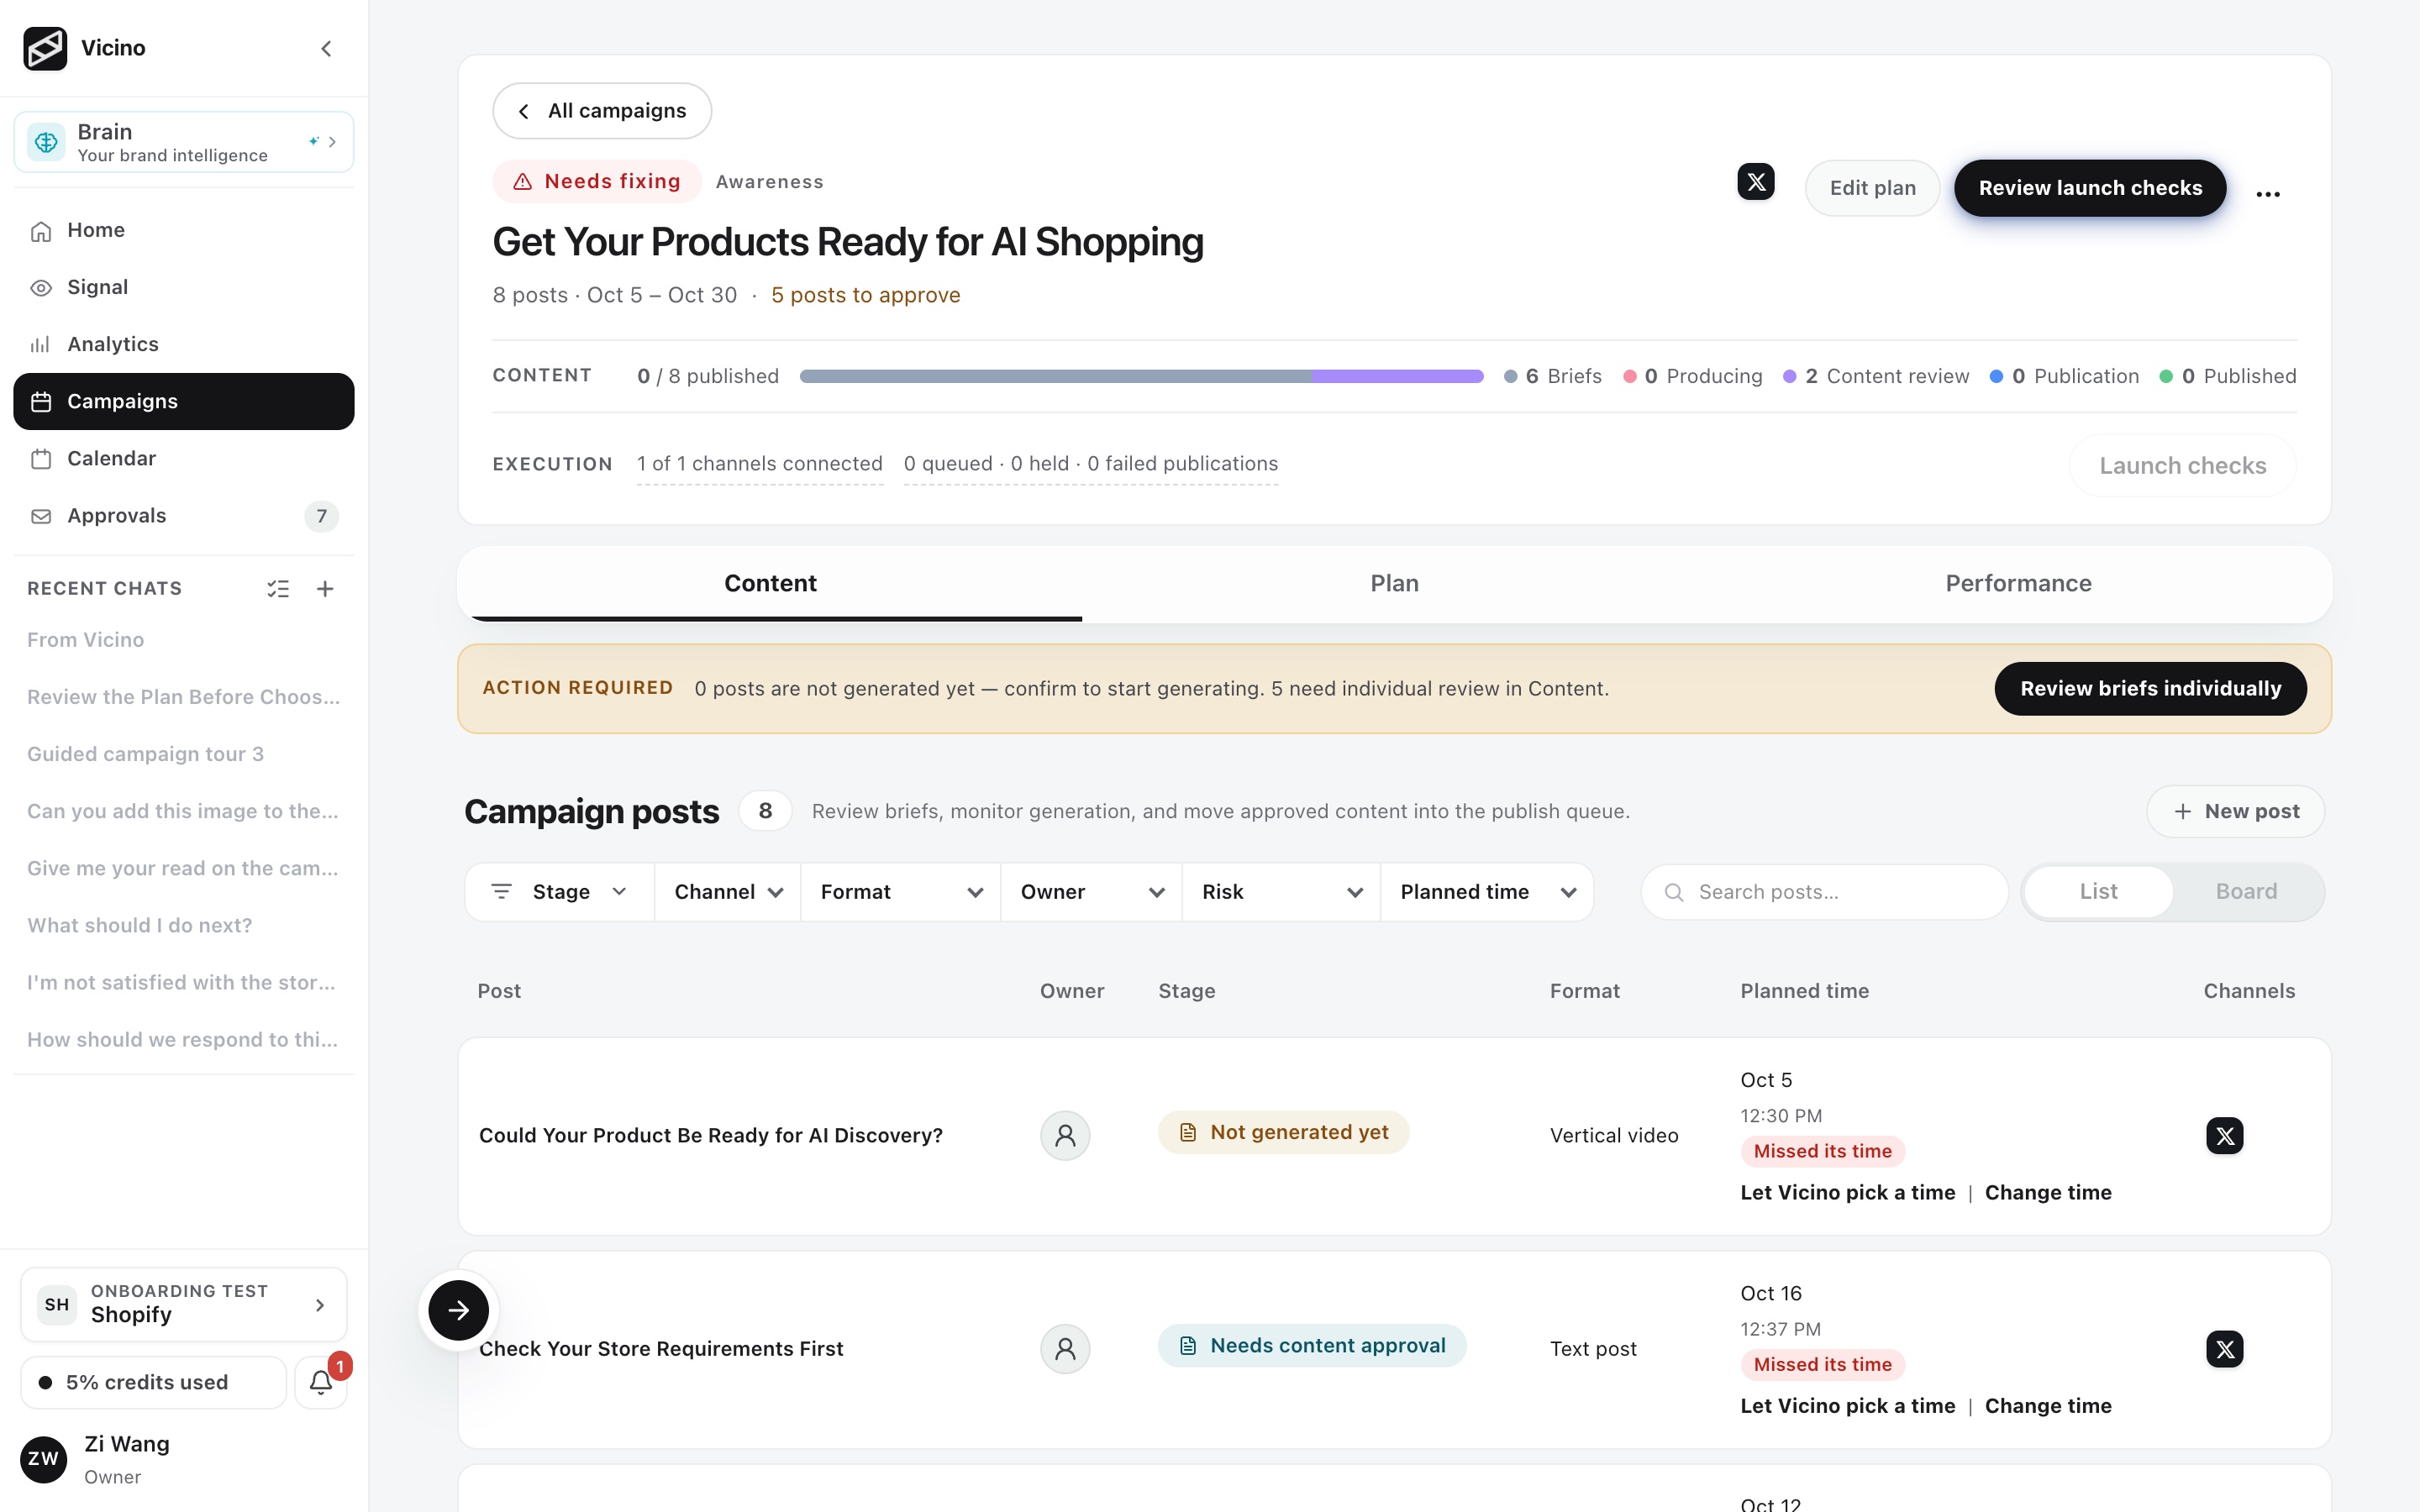 Vicino
Brain
Your brand intelligence
Home
Signal
Analytics
Campaigns
Calendar
Approvals 7
RECENT CHATS
From Vicino
Review the Plan Before Choos...
Guided campaign tour 3
Can you add this image to the...
Give me your read on the cam...
What should I do next?
I'm not satisfied with the stor...
How should we respond to thi...
SH
ONBOARDING TEST
Shopify
5% credits used
1
ZW
Zi Wang
Owner
All campaigns
Needs fixing Awareness
Edit plan Review launch checks
Get Your Products Ready for AI Shopping
8 posts · Oct 5 – Oct 30 · 5 posts to approve
CONTENT 0 / 8 published 6 Briefs 0 Producing 2 Content review 0 Publication 0 Published
EXECUTION 1 of 1 channels connected 0 queued · 0 held · 0 failed publications Launch checks
Content Plan Performance
ACTION REQUIRED 0 posts are not generated yet — confirm to start generating. 5 need individual review in Content. Review briefs individually
Campaign posts 8 Review briefs, monitor generation, and move approved content into the publish queue. New post
Stage Channel Format Owner Risk Planned time Search posts... List Board
Post Owner Stage Format Planned time Channels
Could Your Product Be Ready for AI Discovery? Not generated yet Vertical video
Oct 5
12:30 PM
Missed its time
Let Vicino pick a time | Change time
Check Your Store Requirements First Needs content approval Text post
Oct 16
12:37 PM
Missed its time
Let Vicino pick a time | Change time
Oct 12